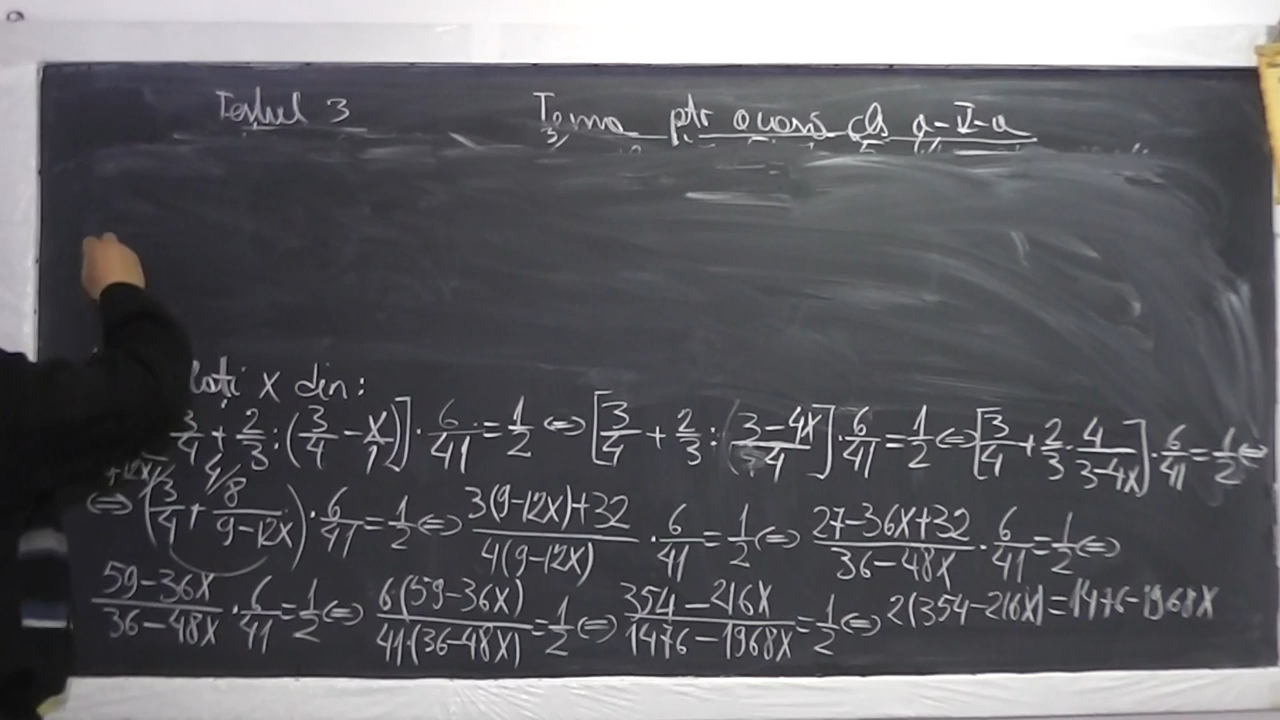 Testul 3 Tema ptr acasă cls a-V-a
x din:
3/4 + 2/3 : (3/4 - x/1)] · 6/41 = 1/2 ⇔ [3/4 + 2/3 : (3-4x)/4] · 6/41 = 1/2 ⇔ [3/4 + 2/3 · 4/(3-4x)] · 6/41 = 1/2 ⇔
⇔ (3/4 + 8/(9-12x)) · 6/41 = 1/2 ⇔ (3(9-12x)+32)/(4(9-12x)) · 6/41 = 1/2 ⇔ (27-36x+32)/(36-48x) · 6/41 = 1/2 ⇔
(59-36x)/(36-48x) · 6/41 = 1/2 ⇔ 6(59-36x)/(41·(36-48x)) = 1/2 ⇔ (354-216x)/(1476-1968x) = 1/2 ⇔ 2(354-216x) = 1476-1968x